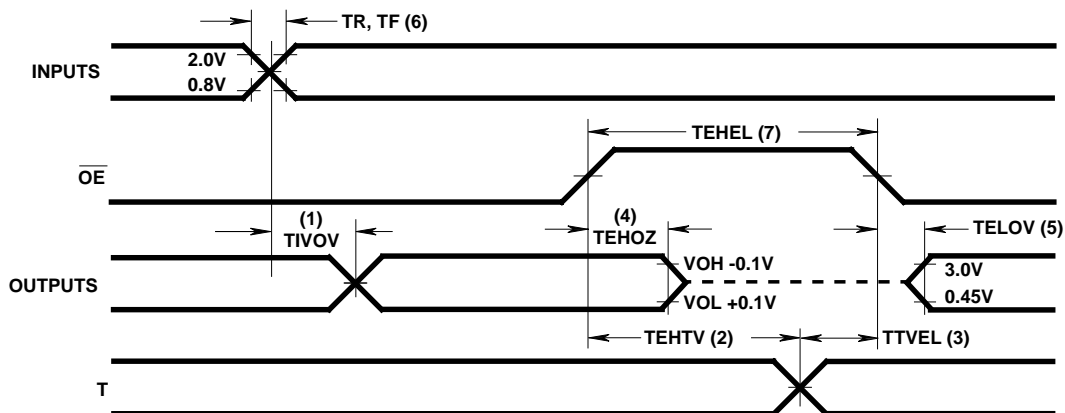 TR, TF (6)
INPUTS
2.0V
0.8V
TEHEL (7)
OE
(1)
TIVOV
(4)
TEHOZ
TELOV (5)
OUTPUTS
VOH -0.1V
VOL +0.1V
3.0V
0.45V
TEHTV (2)
TTVEL (3)
T